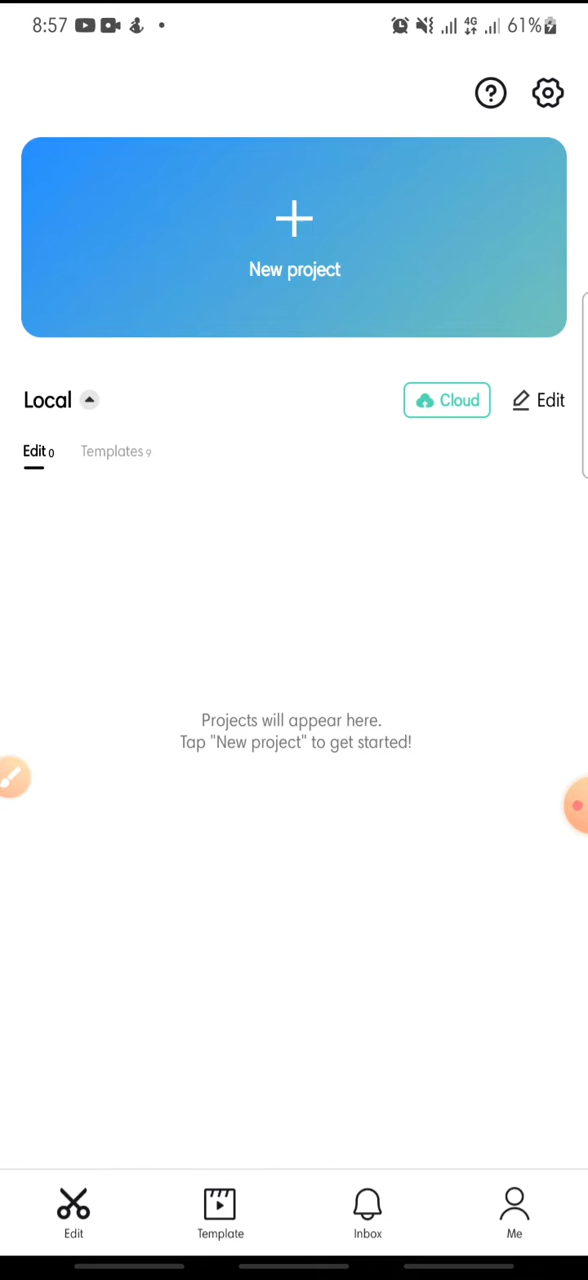 8:57 4G 61%
New project
Local Cloud Edit
Edit 0 Templates 9
Projects will appear here.
Tap "New project" to get started!
Edit Template Inbox Me